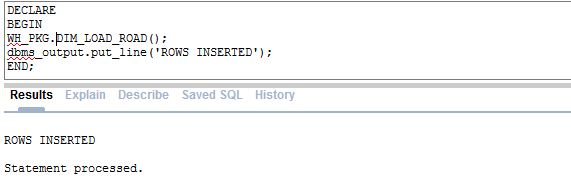 DECLARE
BEGIN
WH_PKG.DIM_LOAD_ROAD();
dbms_output.put_line('ROWS INSERTED');
END;
Results Explain Describe Saved SQL History
ROWS INSERTED
Statement processed.